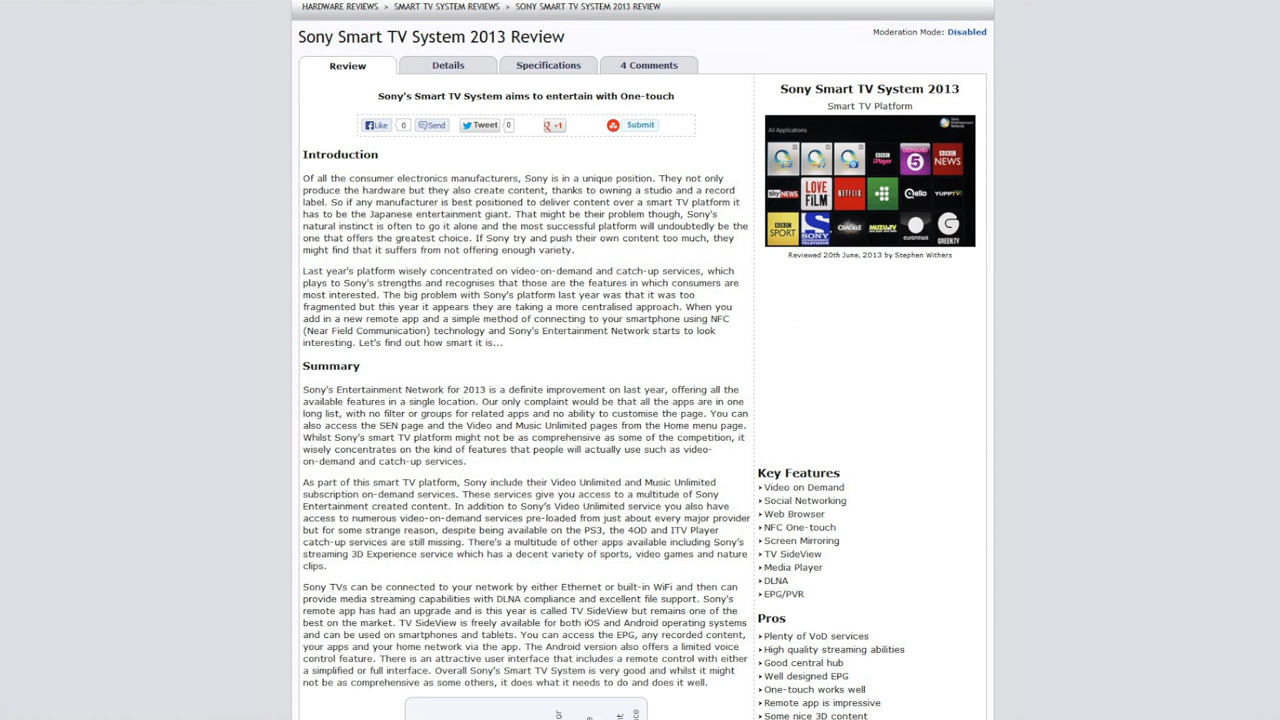 HARDWARE REVIEWS > SMART TV SYSTEM REVIEWS > SONY SMART TV SYSTEM 2013 REVIEW
Sony Smart TV System 2013 Review
Moderation Mode: Disabled
Review
Details
Specifications
4 Comments
Sony's Smart TV System aims to entertain with One-touch
Like 0 Send Tweet 0 +1 Submit
Introduction
Of all the consumer electronics manufacturers, Sony is in a unique position. They not only
produce the hardware but they also create content, thanks to owning a studio and a record
label. So if any manufacturer is best positioned to deliver content over a smart TV platform it
has to be the Japanese entertainment giant. That might be their problem though, Sony's
natural instinct is often to go it alone and the most successful platform will undoubtedly be the
one that offers the greatest choice. If Sony try and push their own content too much, they
might find that it suffers from not offering enough variety.
Last year's platform wisely concentrated on video-on-demand and catch-up services, which
plays to Sony's strengths and recognises that those are the features in which consumers are
most interested. The big problem with Sony's platform last year was that it was too
fragmented but this year it appears they are taking a more centralised approach. When you
add in a new remote app and a simple method of connecting to your smartphone using NFC
(Near Field Communication) technology and Sony's Entertainment Network starts to look
interesting. Let's find out how smart it is...
Summary
Sony's Entertainment Network for 2013 is a definite improvement on last year, offering all the
available features in a single location. Our only complaint would be that all the apps are in one
long list, with no filter or groups for related apps and no ability to customise the page. You can
also access the SEN page and the Video and Music Unlimited pages from the Home menu page.
Whilst Sony's smart TV platform might not be as comprehensive as some of the competition, it
wisely concentrates on the kind of features that people will actually use such as video-
on-demand and catch-up services.
As part of this smart TV platform, Sony include their Video Unlimited and Music Unlimited
subscription on-demand services. These services give you access to a multitude of Sony
Entertainment created content. In addition to Sony's Video Unlimited service you also have
access to numerous video-on-demand services pre-loaded from just about every major provider
but for some strange reason, despite being available on the PS3, the 4OD and ITV Player
catch-up services are still missing. There's a multitude of other apps available including Sony's
streaming 3D Experience service which has a decent variety of sports, video games and nature
clips.
Sony TVs can be connected to your network by either Ethernet or built-in WiFi and then can
provide media streaming capabilities with DLNA compliance and excellent file support. Sony's
remote app has had an upgrade and is this year is called TV SideView but remains one of the
best on the market. TV SideView is freely available for both iOS and Android operating systems
and can be used on smartphones and tablets. You can access the EPG, any recorded content,
your apps and your home network via the app. The Android version also offers a limited voice
control feature. There is an attractive user interface that includes a remote control with either
a simplified or full interface. Overall Sony's Smart TV System is very good and whilst it might
not be as comprehensive as some others, it does what it needs to do and does it well.
Sony Smart TV System 2013
Smart TV Platform
All Applications
BBC iPlayer DEMAND 5 BBC NEWS
sky NEWS LOVE FiLM NETFLIX Qello YUPPTV
BBC SPORT SONY CRACKLE MUZU.TV euronews GREEN.TV
Reviewed 20th June, 2013 by Stephen Withers
Key Features
Video on Demand
Social Networking
Web Browser
NFC One-touch
Screen Mirroring
TV SideView
Media Player
DLNA
EPG/PVR
Pros
Plenty of VoD services
High quality streaming abilities
Good central hub
Well designed EPG
One-touch works well
Remote app is impressive
Some nice 3D content